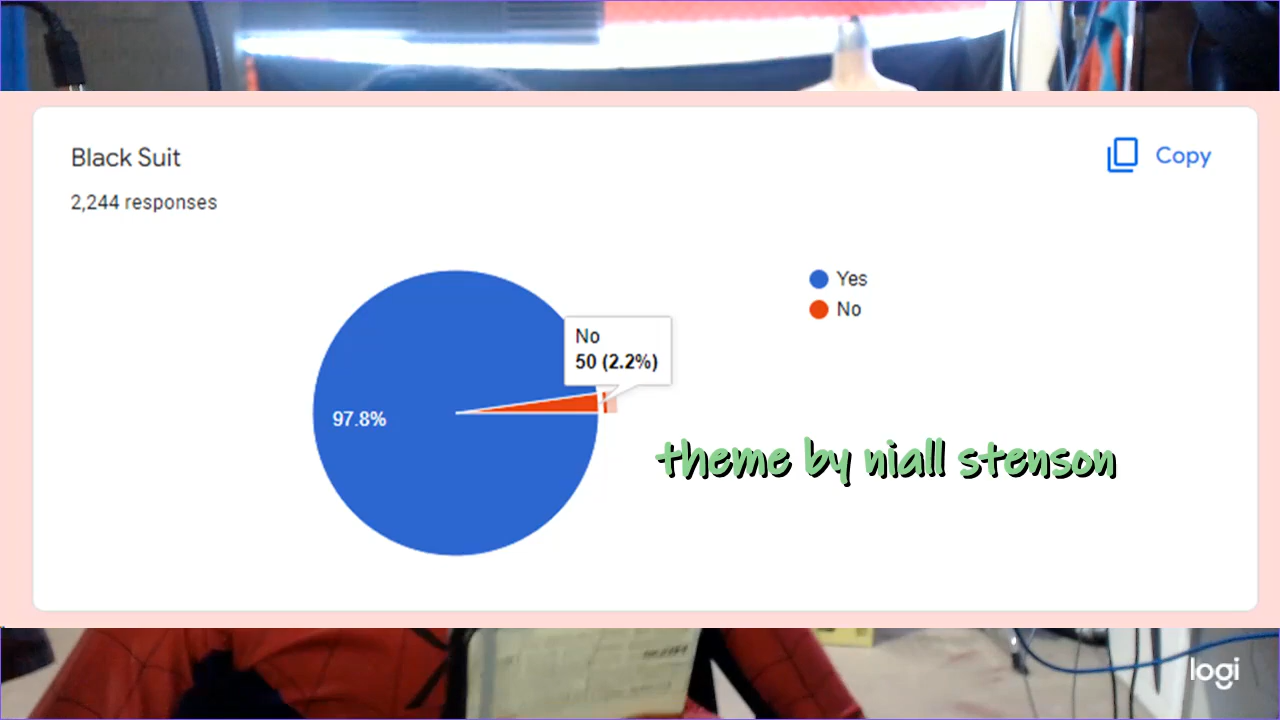 Black Suit
Copy
2,244 responses
Yes
No
No
50 (2.2%)
97.8%
theme by niall stenson
logi